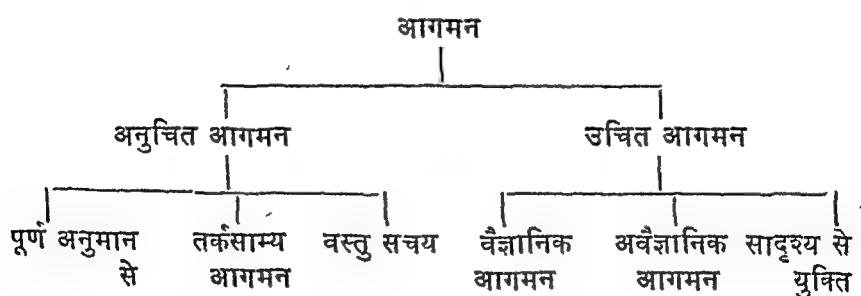 आगमन
अनुचित आगमन उचित आगमन
पूर्ण अनुमान तर्कसाम्य वस्तु सचय वैज्ञानिक अवैज्ञानिक सादृश्य से
से आगमन आगमन आगमन युक्ति